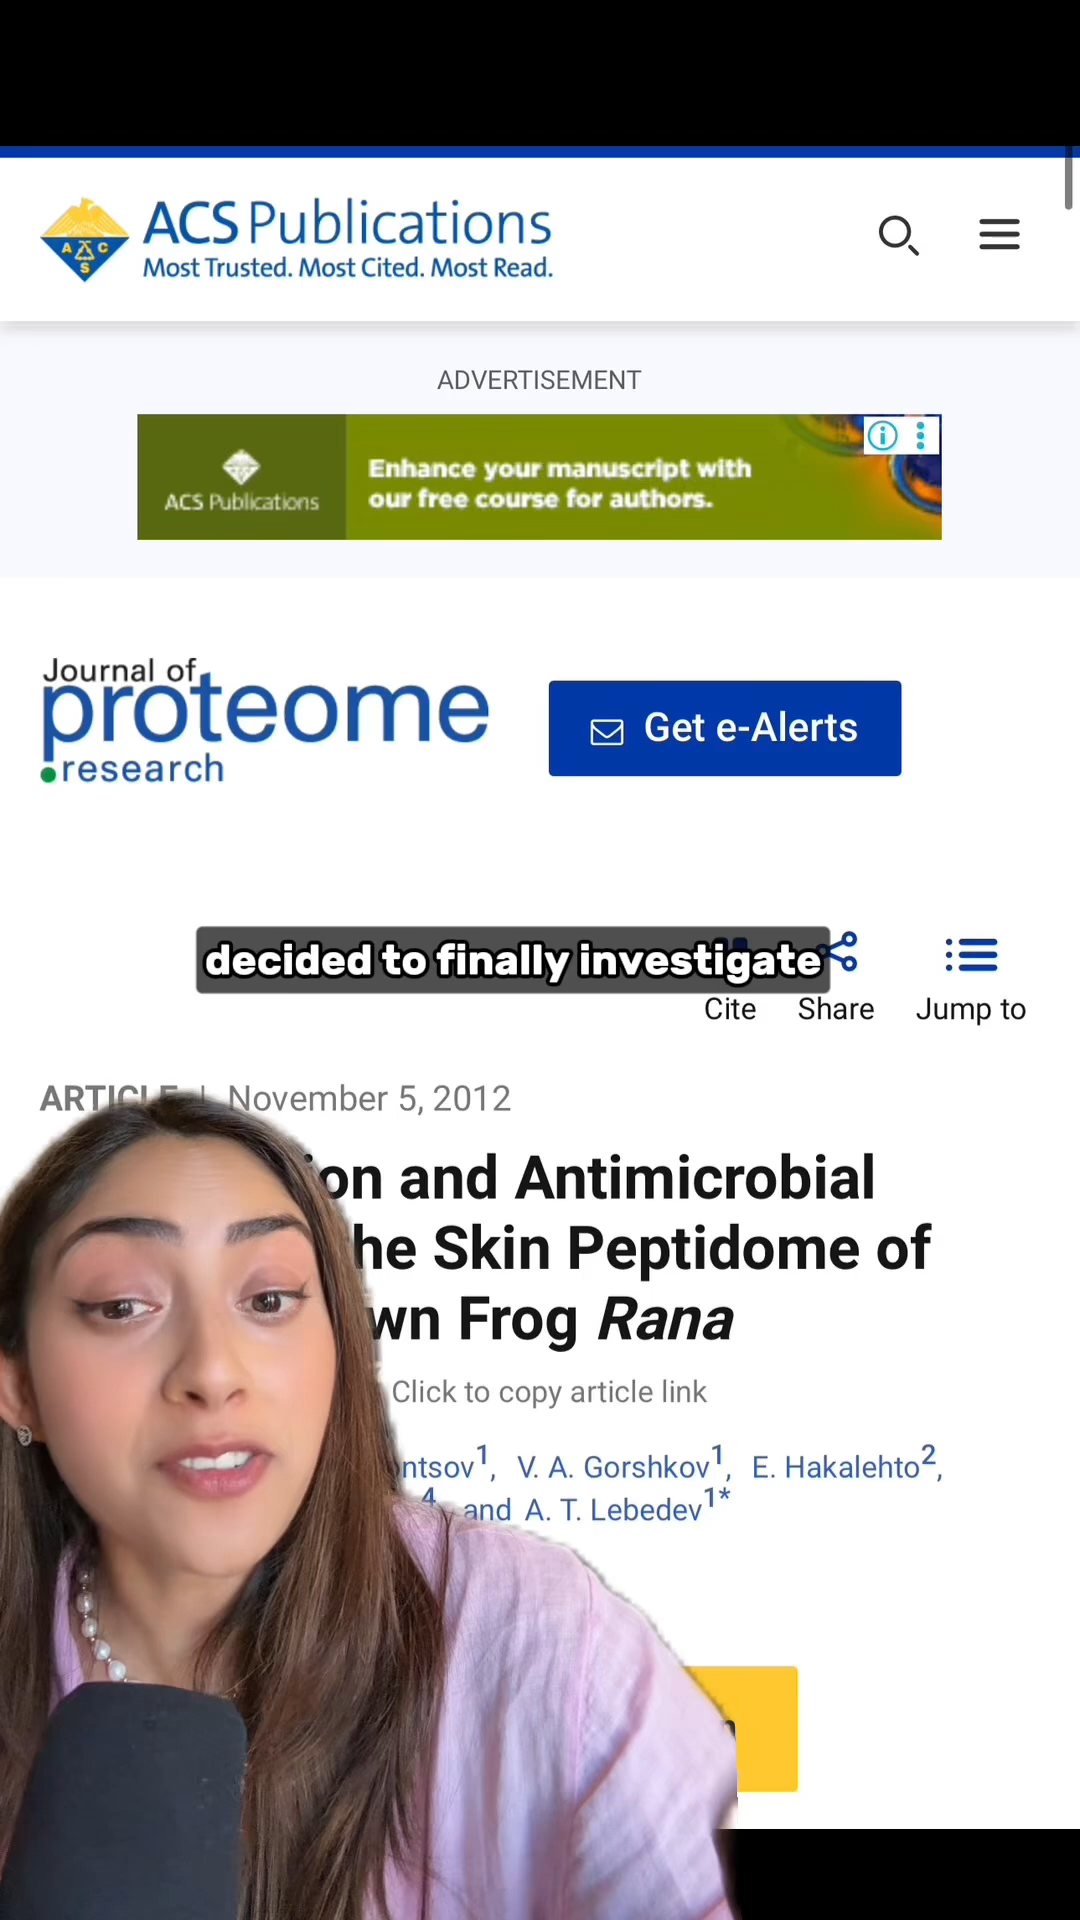 ACS Publications
Most Trusted. Most Cited. Most Read.
A C S
ADVERTISEMENT
ACS Publications
Enhance your manuscript with
our free course for authors.
Journal of
proteome
research
Get e-Alerts
decided to finally investigate
Cite Share Jump to
ARTICLE | November 5, 2012
on and Antimicrobial
he Skin Peptidome of
wn Frog Rana
Click to copy article link
ntsov1, V. A. Gorshkov1, E. Hakalehto2,
4 and A. T. Lebedev1*